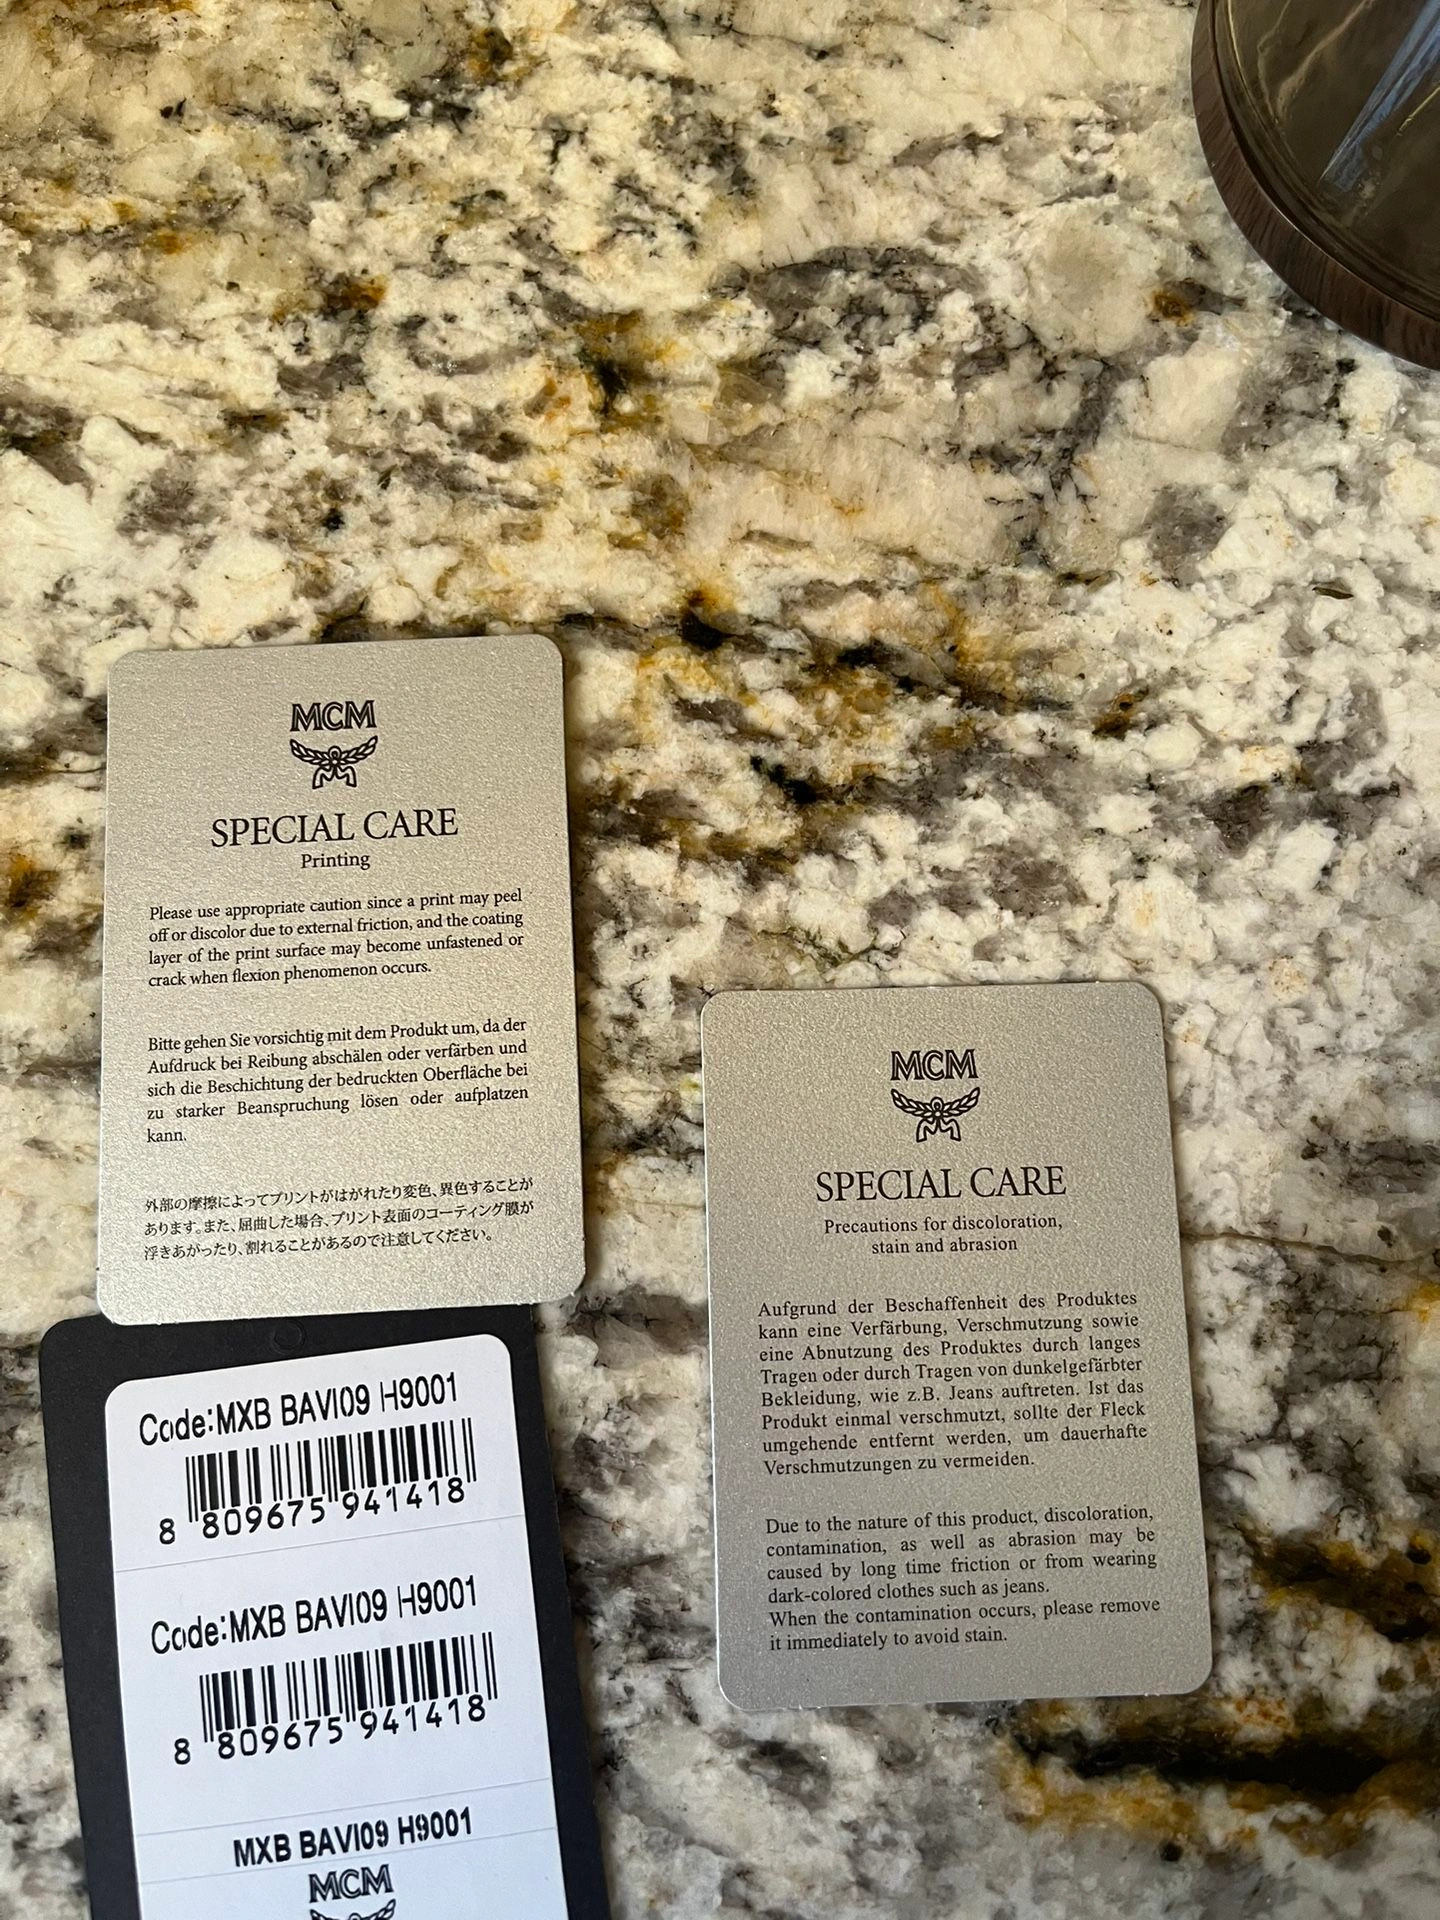 MCM
SPECIAL CARE
Printing
Please use appropriate caution since a print may peel
off or discolor due to external friction, and the coating
layer of the print surface may become unfastened or
crack when flexion phenomenon occurs.
Bitte gehen Sie vorsichtig mit dem Produkt um, da der
Aufdruck bei Reibung abschälen oder verfärben und
sich die Beschichtung der bedruckten Oberfläche bei
zu starker Beanspruchung lösen oder aufplatzen
kann.
外部の摩擦によってプリントがはがれたり変色、異色することが
あります。また、屈曲した場合、プリント表面のコーティング膜が
浮きあがったり、割れることがあるので注意してください。
Code:MXB BAVI09 H9001
8 809675 941418
Code:MXB BAVI09 H9001
8 809675 941418
MXB BAVI09 H9001
MCM
MCM
SPECIAL CARE
Precautions for discoloration,
stain and abrasion
Aufgrund der Beschaffenheit des Produktes
kann eine Verfärbung, Verschmutzung sowie
eine Abnutzung des Produktes durch langes
Tragen oder durch Tragen von dunkelgefärbter
Bekleidung, wie z.B. Jeans auftreten. Ist das
Produkt einmal verschmutzt, sollte der Fleck
umgehende entfernt werden, um dauerhafte
Verschmutzungen zu vermeiden.
Due to the nature of this product, discoloration,
contamination, as well as abrasion may be
caused by long time friction or from wearing
dark-colored clothes such as jeans.
When the contamination occurs, please remove
it immediately to avoid stain.